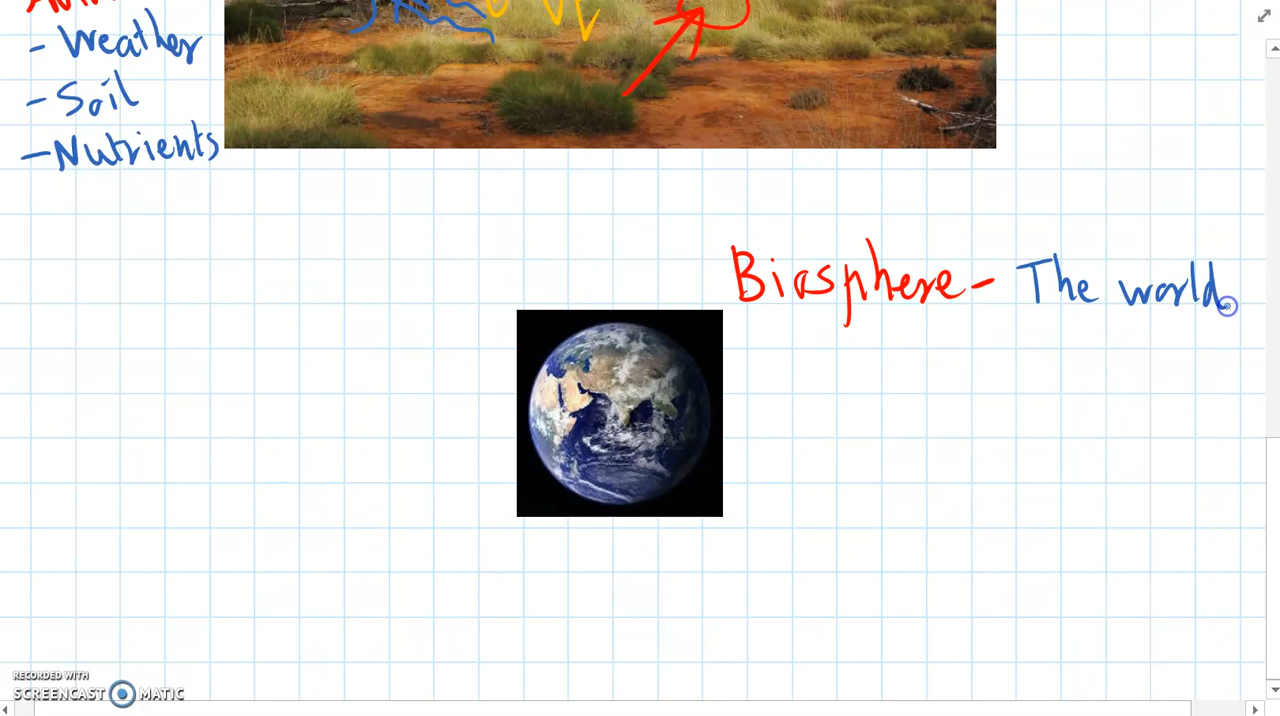 - Weather
- Soil
- Nutrients
Biosphere - The world
RECORDED WITH
SCREENCAST MATIC